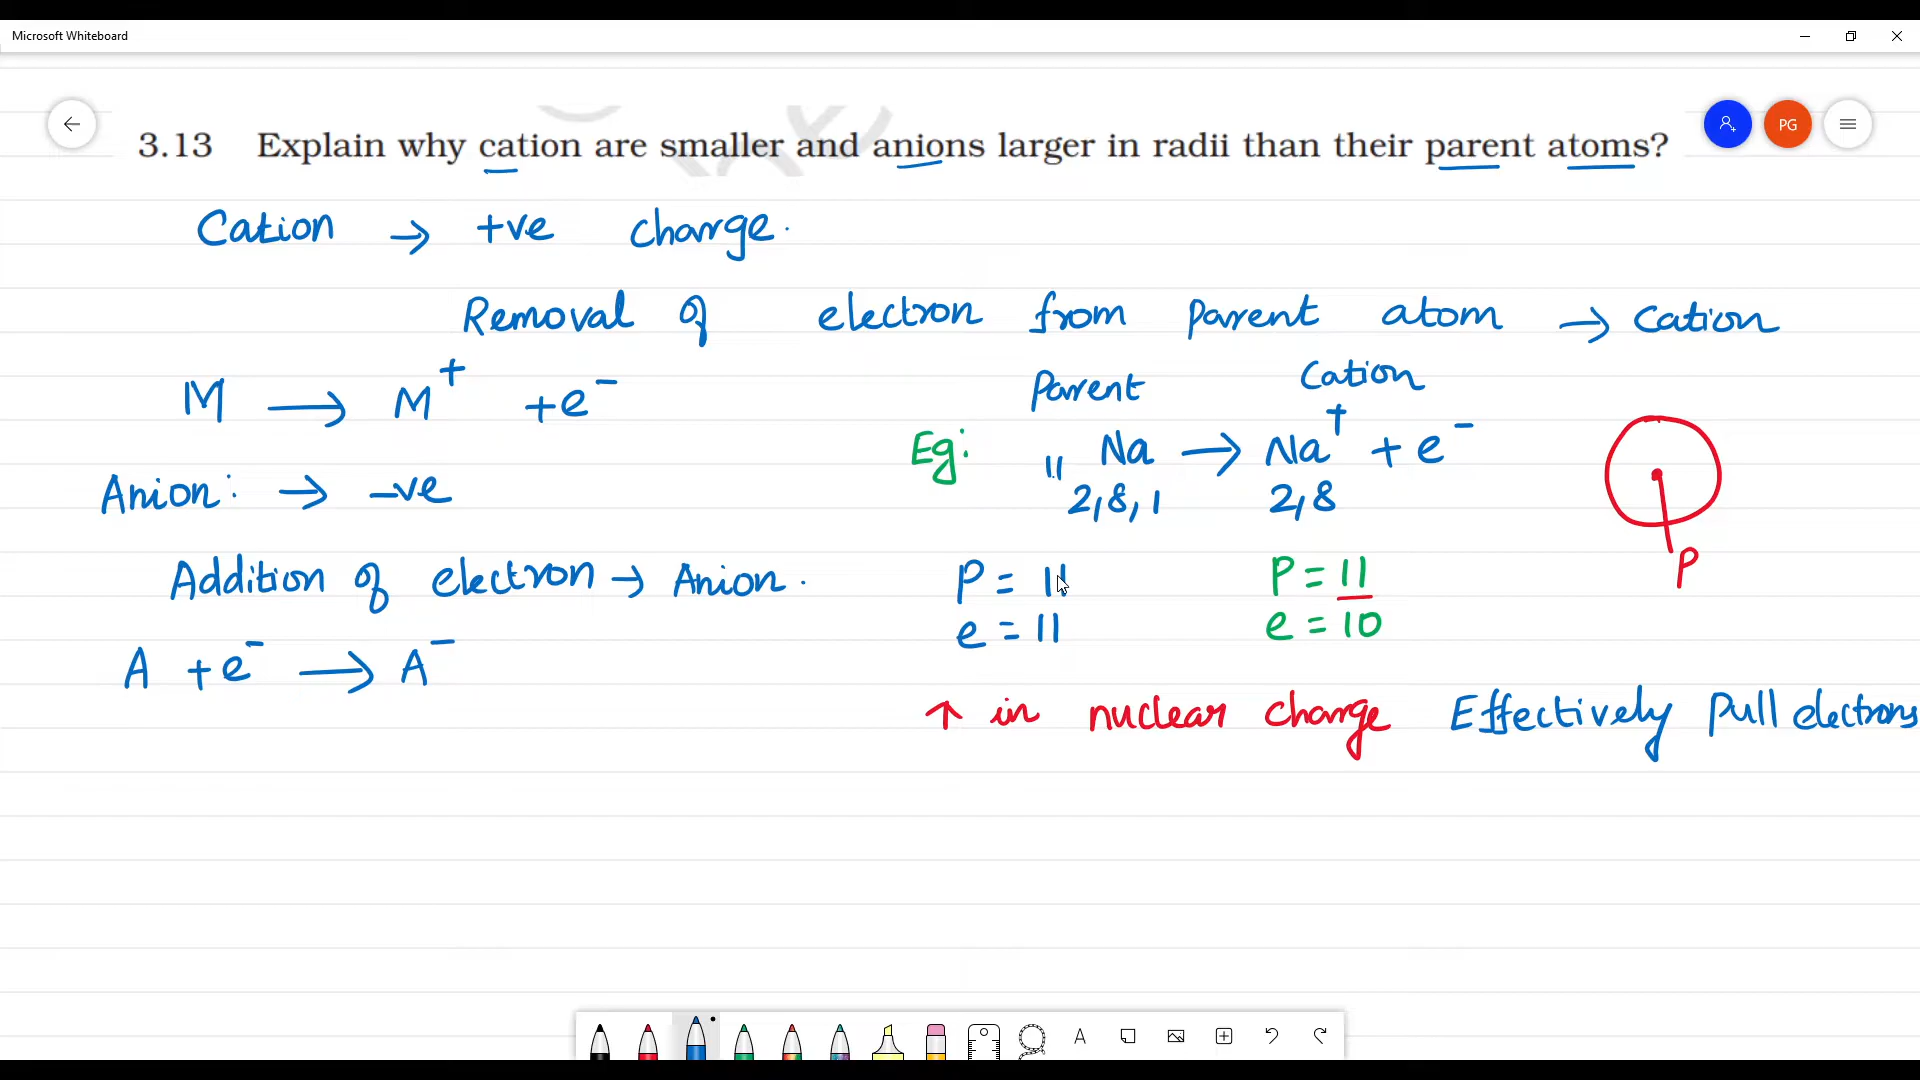 Microsoft Whiteboard
PG
3.13 Explain why cation are smaller and anions larger in radii than their parent atoms?
Cation → +ve charge.
Removal of electron from parent atom → Cation
M → M⁺ + e⁻
Anion: → -ve
Addition of electron → Anion.
A + e⁻ → A⁻
Parent Cation
Eg: ₁₁Na → Na⁺ + e⁻
2,8,1 2,8
P = 11 P = 11
e = 11 e = 10
P
↑ in nuclear charge Effectively Pull electrons
A